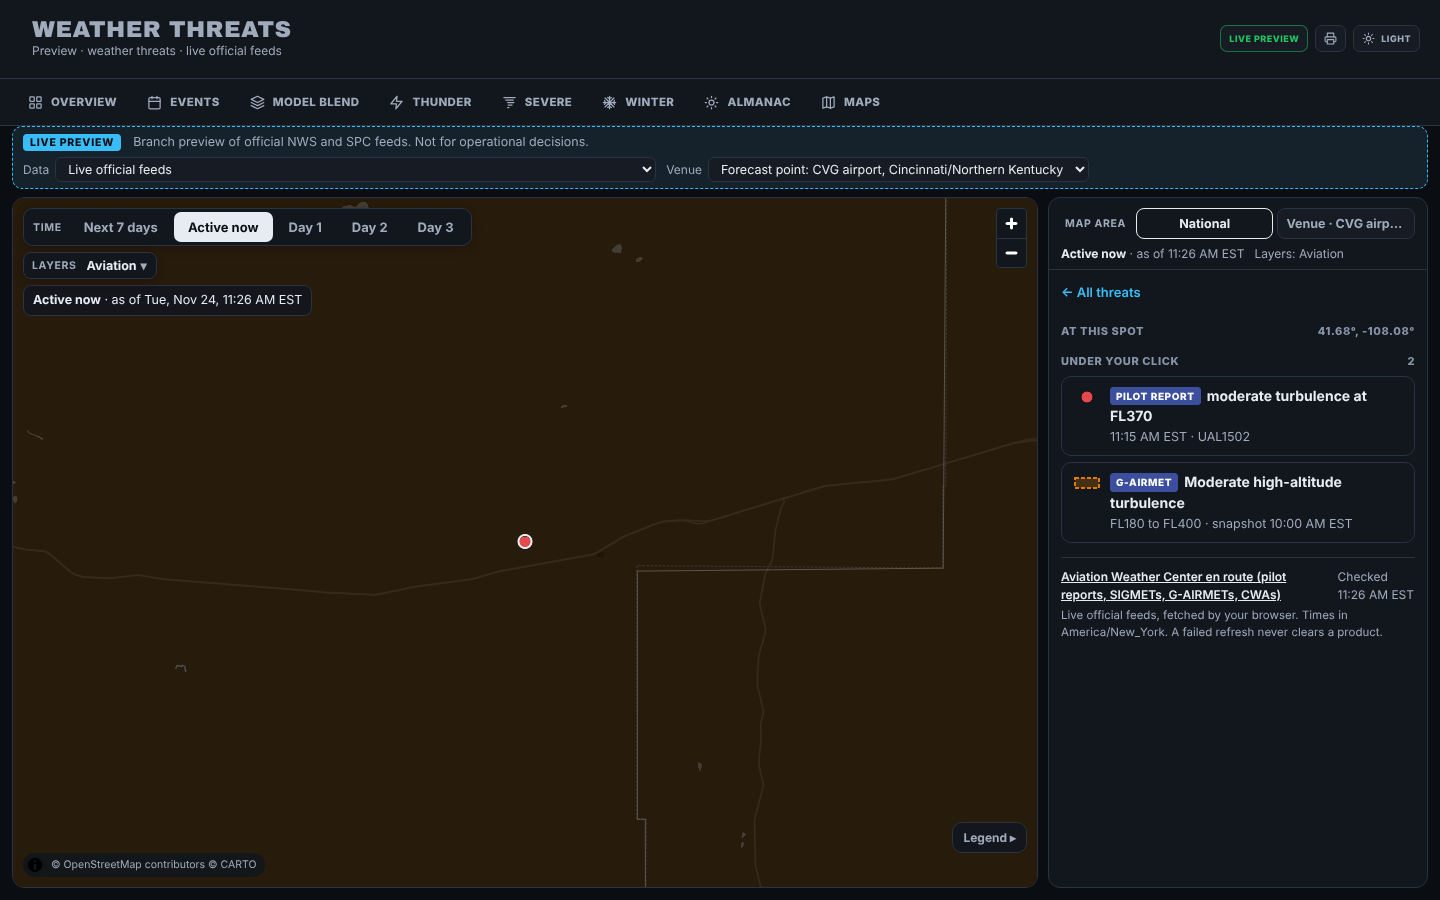 WEATHER THREATS
Preview · weather threats · live official feeds
LIVE PREVIEW
LIGHT
OVERVIEW
EVENTS
MODEL BLEND
THUNDER
SEVERE
WINTER
ALMANAC
MAPS
LIVE PREVIEW Branch preview of official NWS and SPC feeds. Not for operational decisions.
Data Live official feeds
Venue Forecast point: CVG airport, Cincinnati/Northern Kentucky
TIME Next 7 days Active now Day 1 Day 2 Day 3
LAYERS Aviation ▾
Active now · as of Tue, Nov 24, 11:26 AM EST
+
−
Legend ▸
© OpenStreetMap contributors © CARTO
MAP AREA National Venue · CVG airp...
Active now · as of 11:26 AM EST Layers: Aviation
← All threats
AT THIS SPOT 41.68°, -108.08°
UNDER YOUR CLICK 2
PILOT REPORT moderate turbulence at
FL370
11:15 AM EST · UAL1502
G-AIRMET Moderate high-altitude
turbulence
FL180 to FL400 · snapshot 10:00 AM EST
Aviation Weather Center en route (pilot
reports, SIGMETs, G-AIRMETs, CWAs)
Checked
11:26 AM EST
Live official feeds, fetched by your browser. Times in
America/New_York. A failed refresh never clears a product.